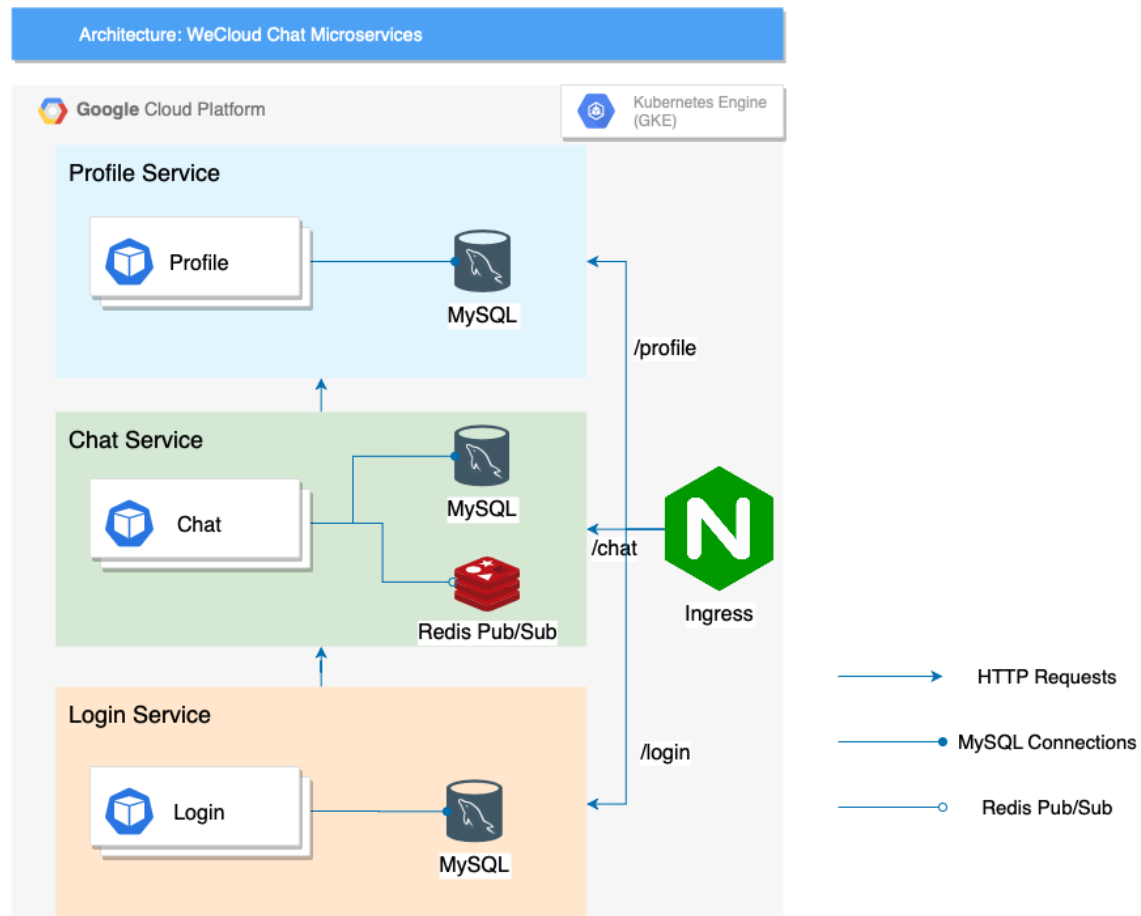 Architecture: WeCloud Chat Microservices
Google Cloud Platform
Kubernetes Engine
(GKE)
Profile Service
Profile
MySQL
/profile
Chat Service
MySQL
Chat
/chat
Redis Pub/Sub
N
Ingress
HTTP Requests
Login Service
MySQL Connections
/login
Login
Redis Pub/Sub
MySQL